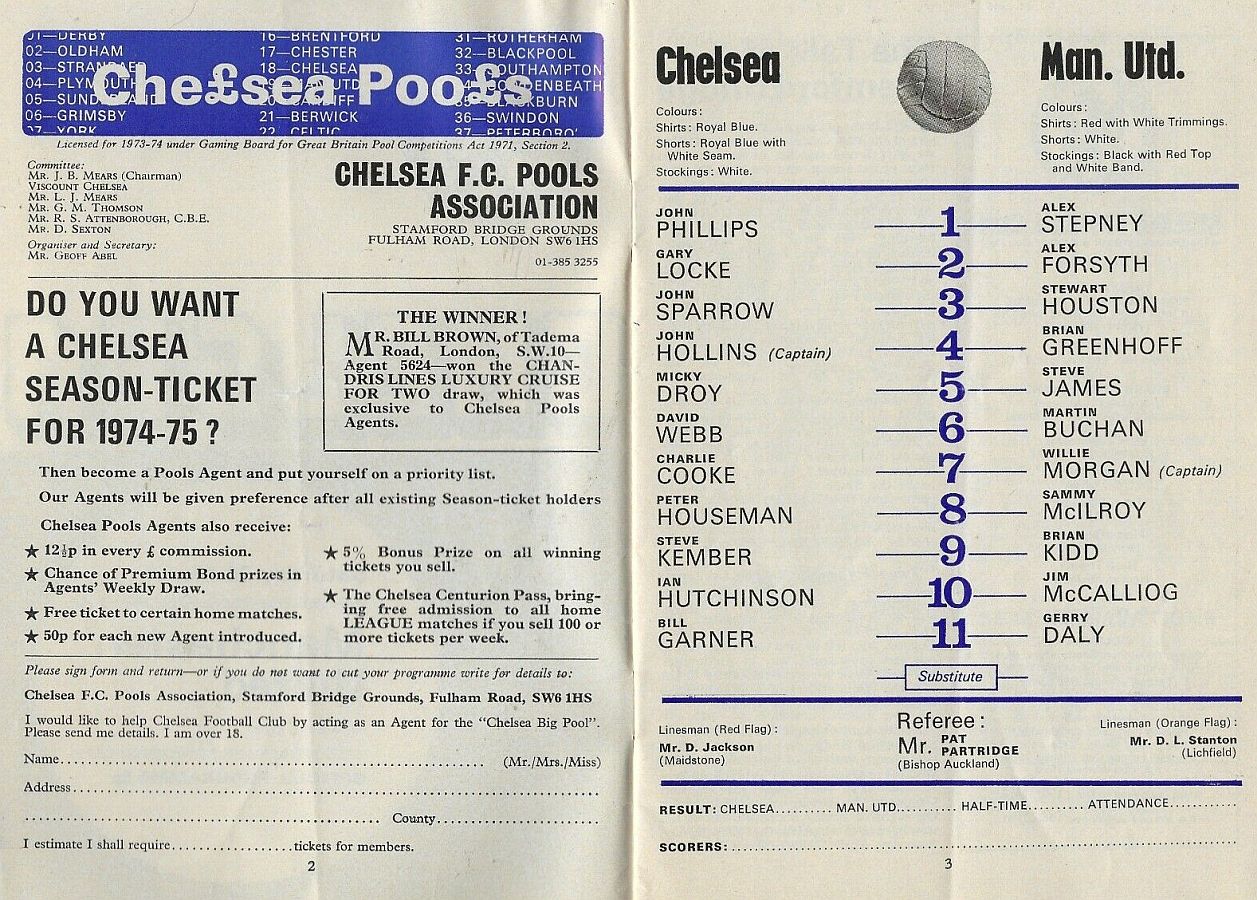 01—DERBY 16—BRENTFORD 31—ROTHERHAM
02—OLDHAM 17—CHESTER 32—BLACKPOOL
03—STRANRAER 18—CHELSEA 33—SOUTHAMPTON
Che£sea Poo£s
04—PLYMOUTH
05—SUNDERLAND
06—GRIMSBY 21—BERWICK 36—SWINDON
07—YORK 22—CELTIC 37—PETERBORO'
Licensed for 1973-74 under Gaming Board for Great Britain Pool Competitions Act 1971, Section 2.
Committee:
MR. J. B. MEARS (Chairman)
VISCOUNT CHELSEA
MR. L. J. MEARS
MR. G. M. THOMSON
MR. R. S. ATTENBOROUGH, C.B.E.
MR. D. SEXTON
Organiser and Secretary:
MR. GEOFF ABEL
CHELSEA F.C. POOLS
ASSOCIATION
STAMFORD BRIDGE GROUNDS
FULHAM ROAD, LONDON SW6 1HS
01-385 3255
DO YOU WANT
A CHELSEA
SEASON-TICKET
FOR 1974-75?
THE WINNER!
MR. BILL BROWN, of Tadema
Road, London, S.W.10—
Agent 5624—won the CHAN-
DRIS LINES LUXURY CRUISE
FOR TWO draw, which was
exclusive to Chelsea Pools
Agents.
Then become a Pools Agent and put yourself on a priority list.
Our Agents will be given preference after all existing Season-ticket holders
Chelsea Pools Agents also receive:
★ 12½p in every £ commission.
★ Chance of Premium Bond prizes in
Agents' Weekly Draw.
★ Free ticket to certain home matches.
★ 50p for each new Agent introduced.
★ 5% Bonus Prize on all winning
tickets you sell.
★ The Chelsea Centurion Pass, bring-
ing free admission to all home
LEAGUE matches if you sell 100 or
more tickets per week.
Please sign form and return—or if you do not want to cut your programme write for details to:
Chelsea F.C. Pools Association, Stamford Bridge Grounds, Fulham Road, SW6 1HS
I would like to help Chelsea Football Club by acting as an Agent for the "Chelsea Big Pool".
Please send me details. I am over 18.
Name.................... (Mr./Mrs./Miss)
Address....................
.................... County....................
I estimate I shall require..................tickets for members.
2
Chelsea
Colours:
Shirts: Royal Blue.
Shorts: Royal Blue with
White Seam.
Stockings: White.
Man. Utd.
Colours:
Shirts: Red with White Trimmings.
Shorts: White.
Stockings: Black with Red Top
and White Band.
JOHN PHILLIPS 1 ALEX STEPNEY
GARY LOCKE 2 ALEX FORSYTH
JOHN SPARROW 3 STEWART HOUSTON
JOHN HOLLINS (Captain) 4 BRIAN GREENHOFF
MICKY DROY 5 STEVE JAMES
DAVID WEBB 6 MARTIN BUCHAN
CHARLIE COOKE 7 WILLIE MORGAN (Captain)
PETER HOUSEMAN 8 SAMMY McILROY
STEVE KEMBER 9 BRIAN KIDD
IAN HUTCHINSON 10 JIM McCALLIOG
BILL GARNER 11 GERRY DALY
Substitute
Linesman (Red Flag):
Mr. D. Jackson
(Maidstone)
Referee:
Mr. PAT PARTRIDGE
(Bishop Auckland)
Linesman (Orange Flag):
Mr. D. L. Stanton
(Lichfield)
RESULT: CHELSEA.......... MAN. UTD.......... HALF-TIME.......... ATTENDANCE............
SCORERS:....................
3